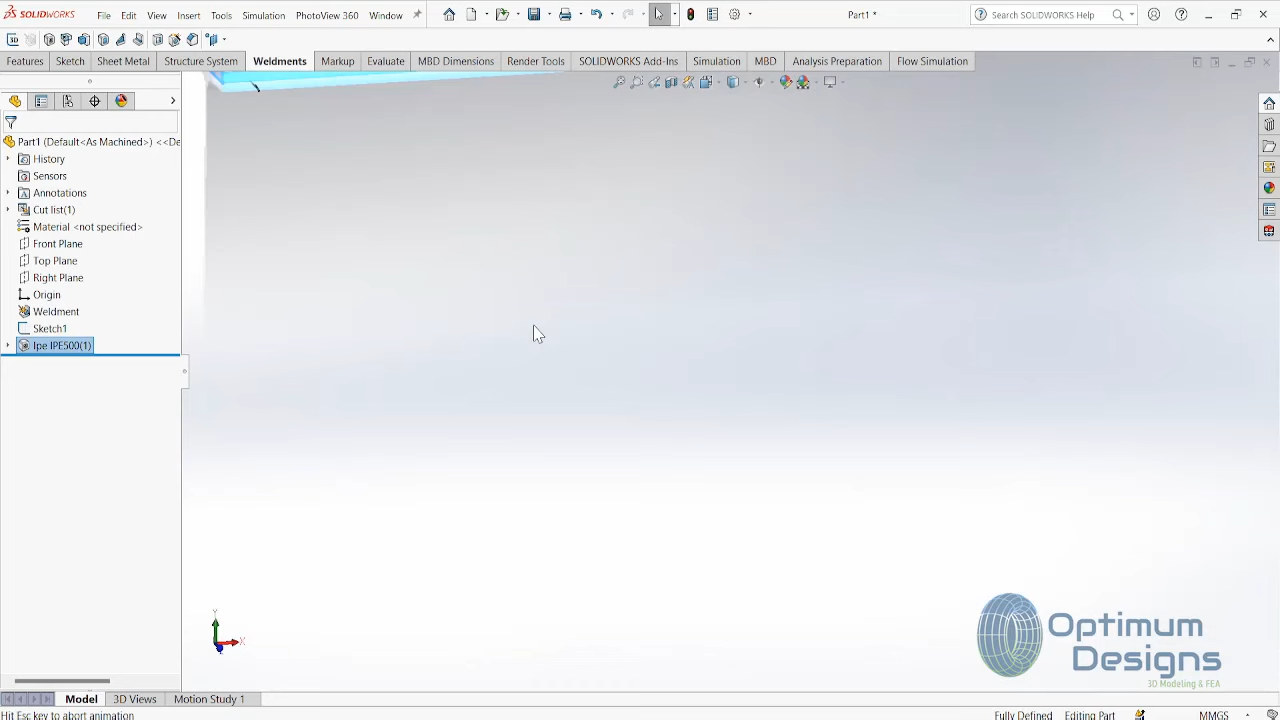 SOLIDWORKS File Edit View Insert Tools Simulation PhotoView 360 Window Part1 * Search SOLIDWORKS Help
Features Sketch Sheet Metal Structure System Weldments Markup Evaluate MBD Dimensions Render Tools SOLIDWORKS Add-Ins Simulation MBD Analysis Preparation Flow Simulation
Part1 (Default<As Machined>) <<De
History
Sensors
Annotations
Cut list(1)
Material <not specified>
Front Plane
Top Plane
Right Plane
Origin
Weldment
Sketch1
Ipe IPE500(1)
Y
X
Optimum
Designs
3D Modeling & FEA
Model 3D Views Motion Study 1
Hit Esc key to abort animation Fully Defined Editing Part MMGS